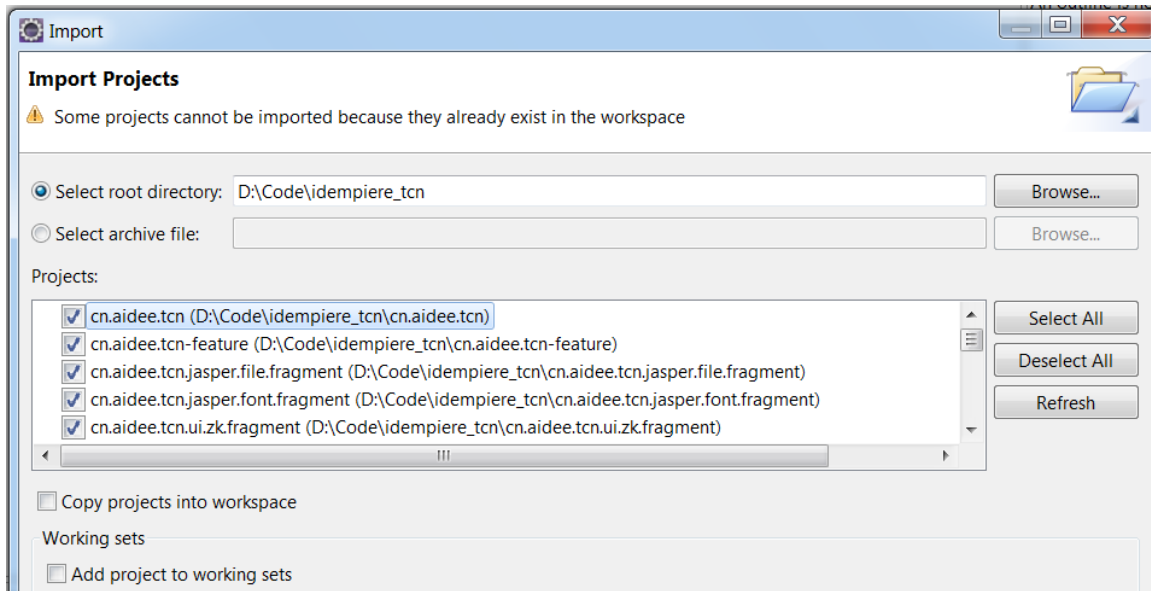 Import
Import Projects
Some projects cannot be imported because they already exist in the workspace
Select root directory: D:\Code\idempiere_tcn Browse...
Select archive file: Browse...
Projects:
cn.aidee.tcn (D:\Code\idempiere_tcn\cn.aidee.tcn)
cn.aidee.tcn-feature (D:\Code\idempiere_tcn\cn.aidee.tcn-feature)
cn.aidee.tcn.jasper.file.fragment (D:\Code\idempiere_tcn\cn.aidee.tcn.jasper.file.fragment)
cn.aidee.tcn.jasper.font.fragment (D:\Code\idempiere_tcn\cn.aidee.tcn.jasper.font.fragment)
cn.aidee.tcn.ui.zk.fragment (D:\Code\idempiere_tcn\cn.aidee.tcn.ui.zk.fragment)
Select All
Deselect All
Refresh
Copy projects into workspace
Working sets
Add project to working sets